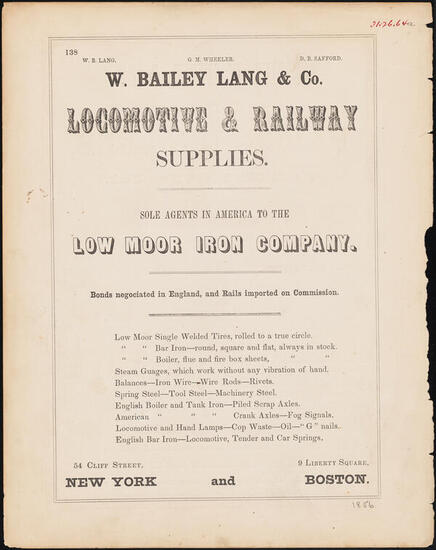 21.26.64a
138
W. B. LANG. G. M. WHEELER. D. B. SAFFORD.
W. BAILEY LANG & Co.
LOCOMOTIVE & RAILWAY
SUPPLIES.
SOLE AGENTS IN AMERICA TO THE
LOW MOOR IRON COMPANY.
Bonds negociated in England, and Rails imported on Commission.
Low Moor Single Welded Tires, rolled to a true circle.
" " Bar Iron—round, square and flat, always in stock.
" " Boiler, flue and fire box sheets, " "
Steam Guages, which work without any vibration of hand.
Balances—Iron Wire—Wire Rods—Rivets.
Spring Steel—Tool Steel—Machinery Steel.
English Boiler and Tank Iron—Piled Scrap Axles.
American " " " Crank Axles—Fog Signals.
Locomotive and Hand Lamps—Cop Waste—Oil—"G" nails.
English Bar Iron—Locomotive, Tender and Car Springs.
54 CLIFF STREET, 9 LIBERTY SQUARE,
NEW YORK and BOSTON.
1856